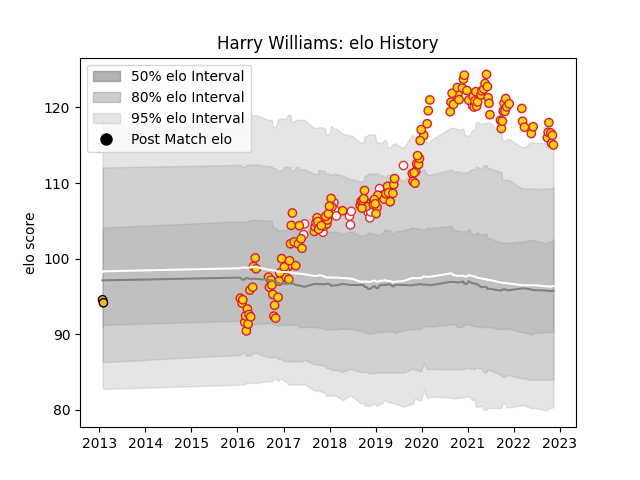 Harry Williams: elo History
50% elo Interval
80% elo Interval
95% elo Interval
Post Match elo
elo score
120
110
100
90
80
2013 2014 2015 2016 2017 2018 2019 2020 2021 2022 2023